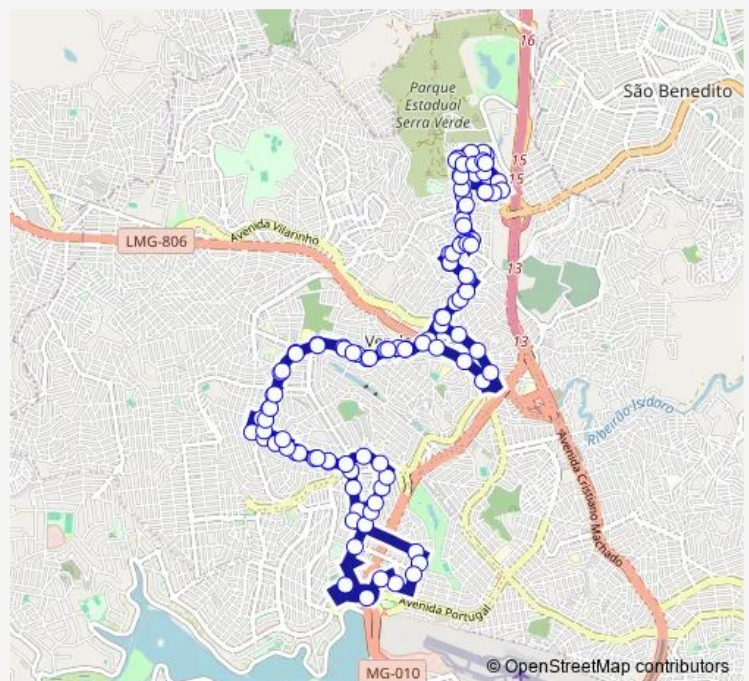 16
Parque
Estadual
Serra Verde
São Benedito
15
15
Avenida Vilarinho
LMG-806
13
13
Ribeirão Isidoro
Avenida Cristiano Machado
Avenida Portugal
MG-010
© OpenStreetMap contributors